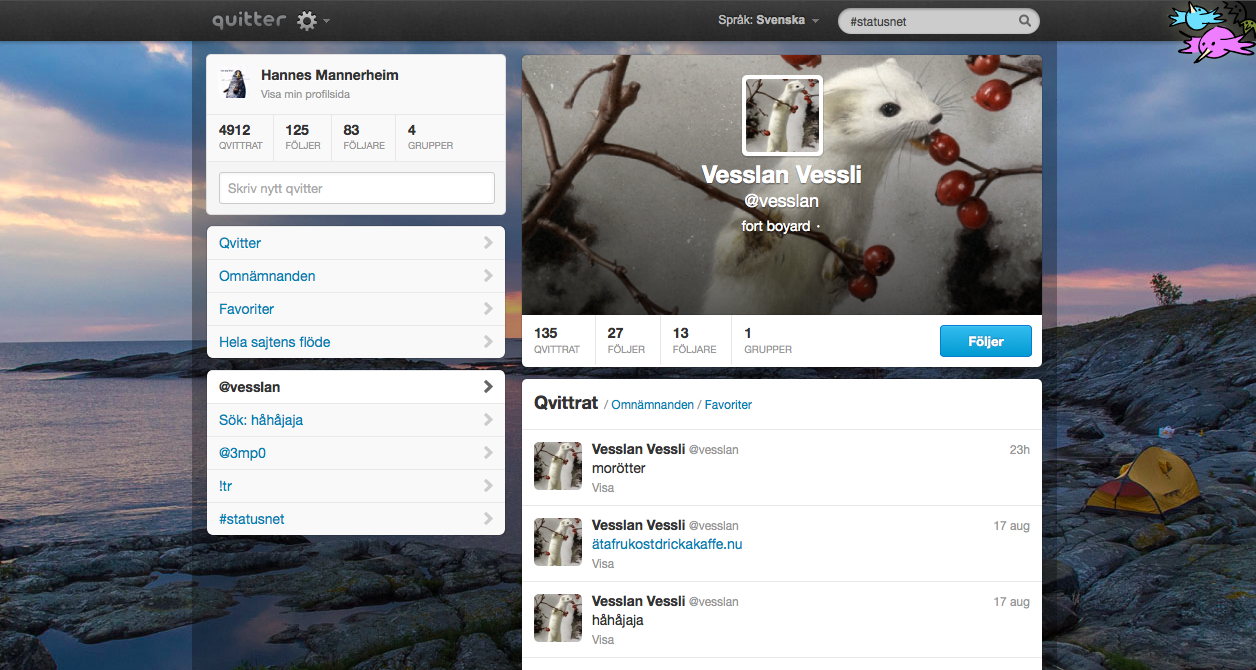 quitter
Språk: Svenska
#statusnet
Hannes Mannerheim
Visa min profilsida
4912 125 83 4
QVITTRAT FÖLJER FÖLJARE GRUPPER
Skriv nytt qvitter
Qvitter
Omnämnanden
Favoriter
Hela sajtens flöde
@vesslan
Sök: håhåjaja
@3mp0
!tr
#statusnet
Vesslan Vessli
@vesslan
fort boyard ·
135 27 13 1
QVITTRAT FÖLJER FÖLJARE GRUPPER
Följer
Qvittrat / Omnämnanden / Favoriter
Vesslan Vessli @vesslan 23h
morötter
Visa
Vesslan Vessli @vesslan 17 aug
ätafrukostdrickakaffe.nu
Visa
Vesslan Vessli @vesslan 17 aug
håhåjaja
Visa